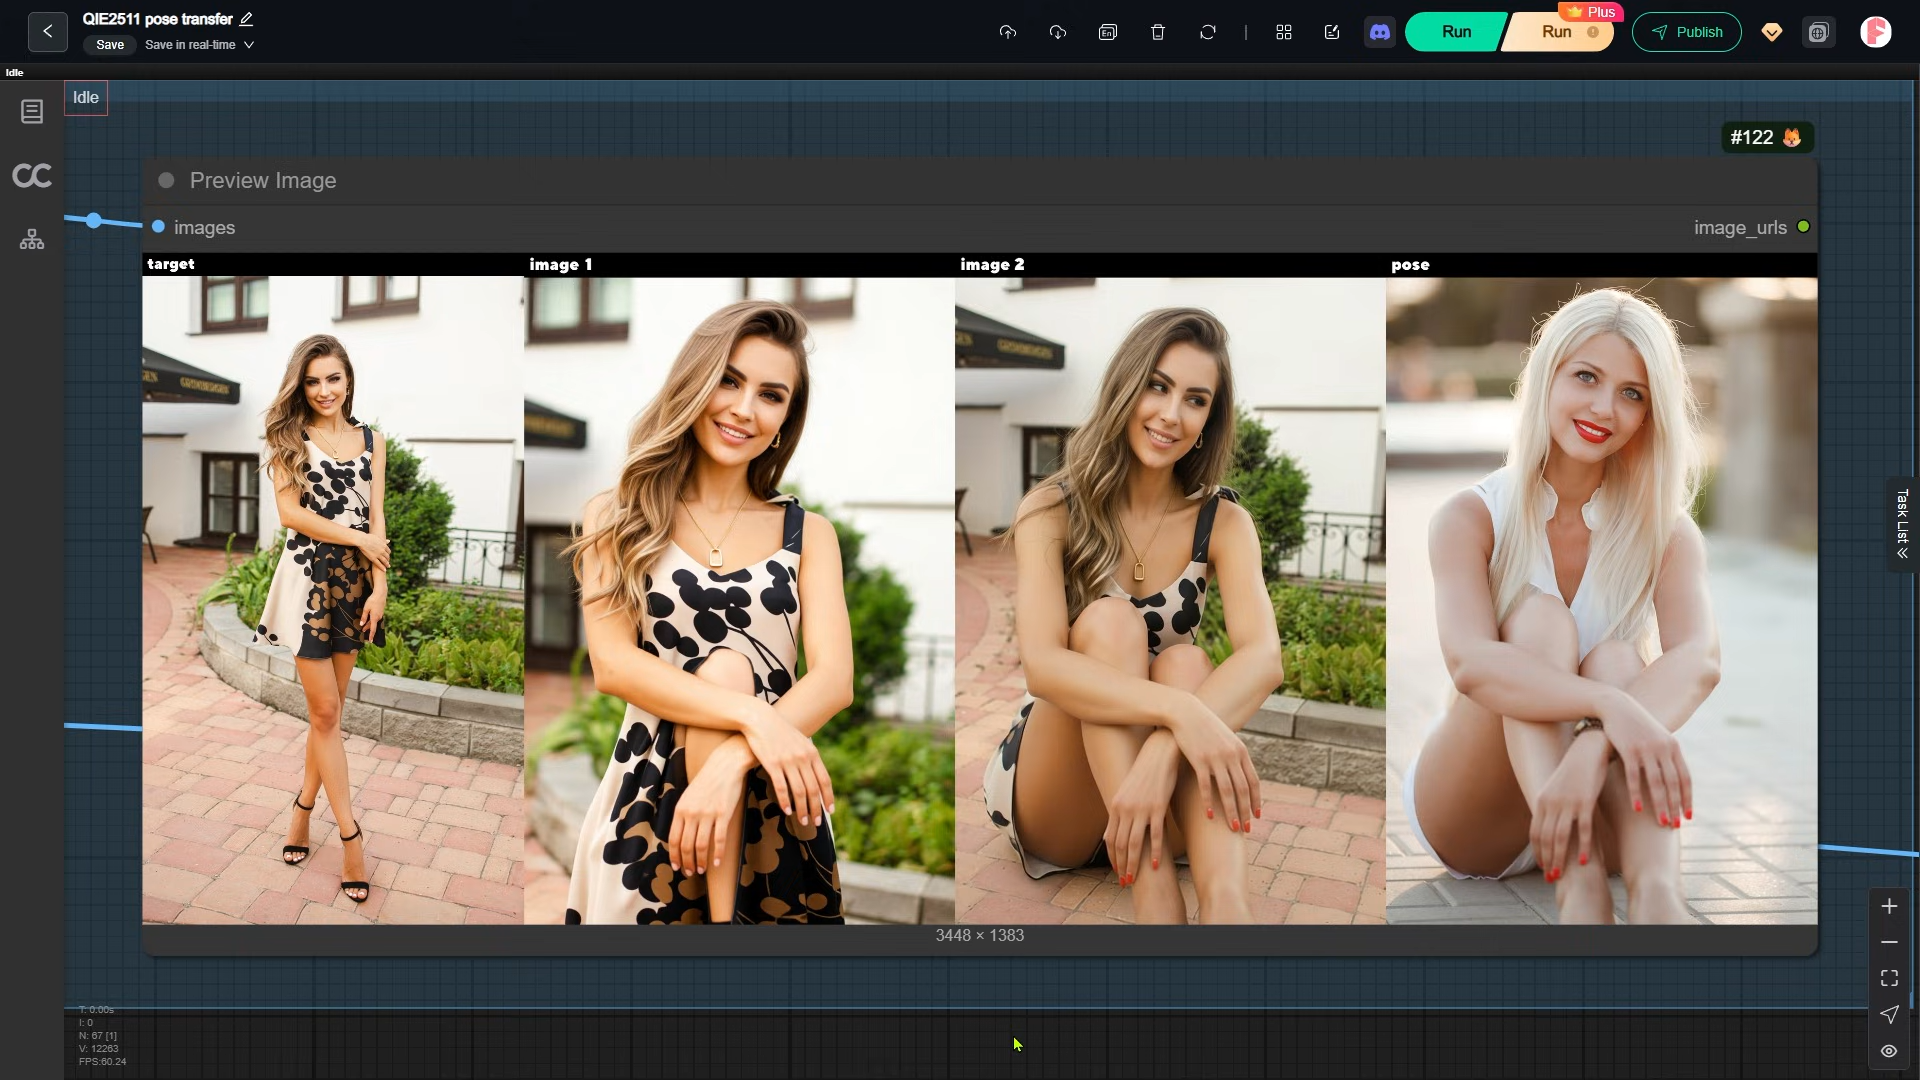 QIE2511 pose transfer
Save
Save in real-time
En
Run
Run
Plus
Publish
Idle
Idle
#122
Preview Image
images
image_urls
target
image 1
image 2
pose
Task List
3448 × 1383
T: 0.00s
I: 0
N: 67 [1]
V: 12263
FPS:60.24